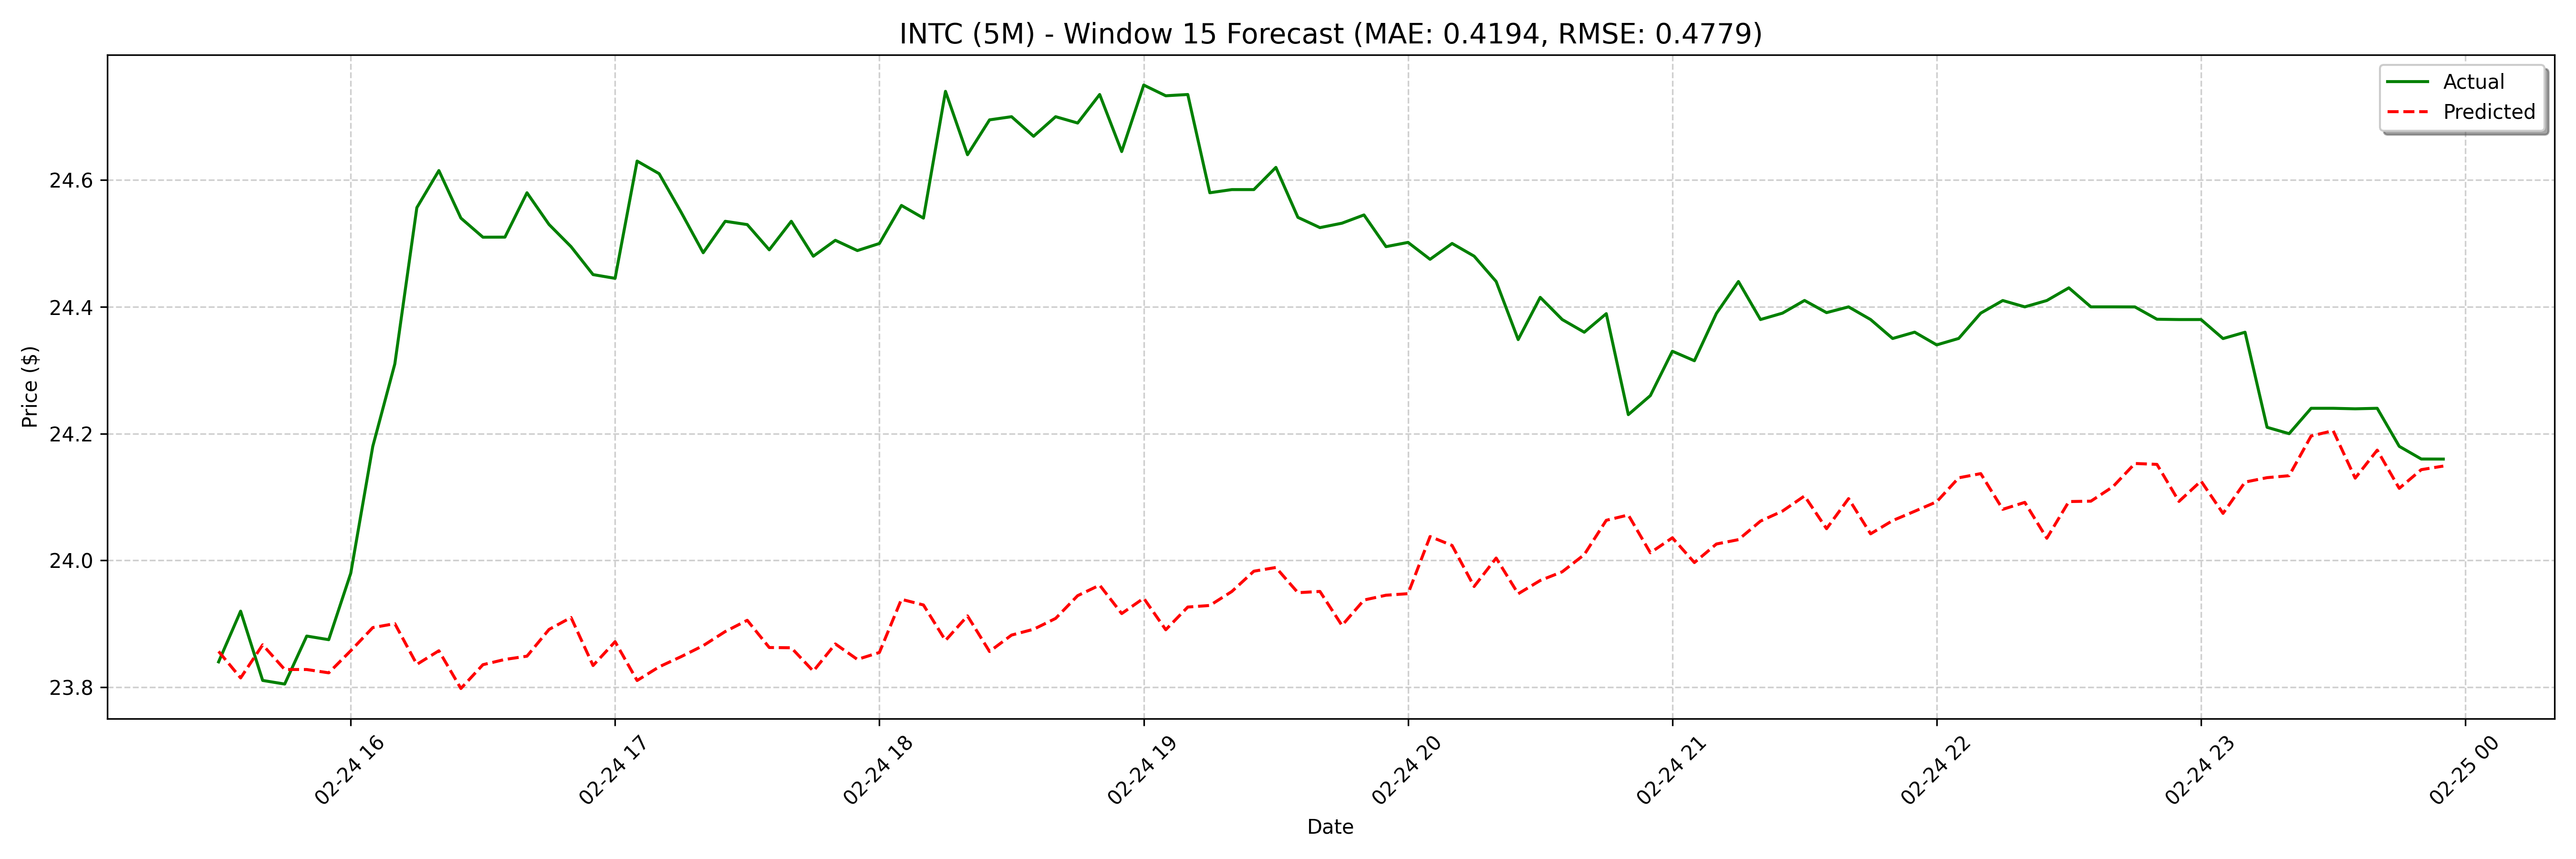 INTC (5M) - Window 15 Forecast (MAE: 0.4194, RMSE: 0.4779)
Actual
Predicted
Price ($)
24.6
24.4
24.2
24.0
23.8
02-24 16
02-24 17
02-24 18
02-24 19
02-24 20
02-24 21
02-24 22
02-24 23
02-25 00
Date